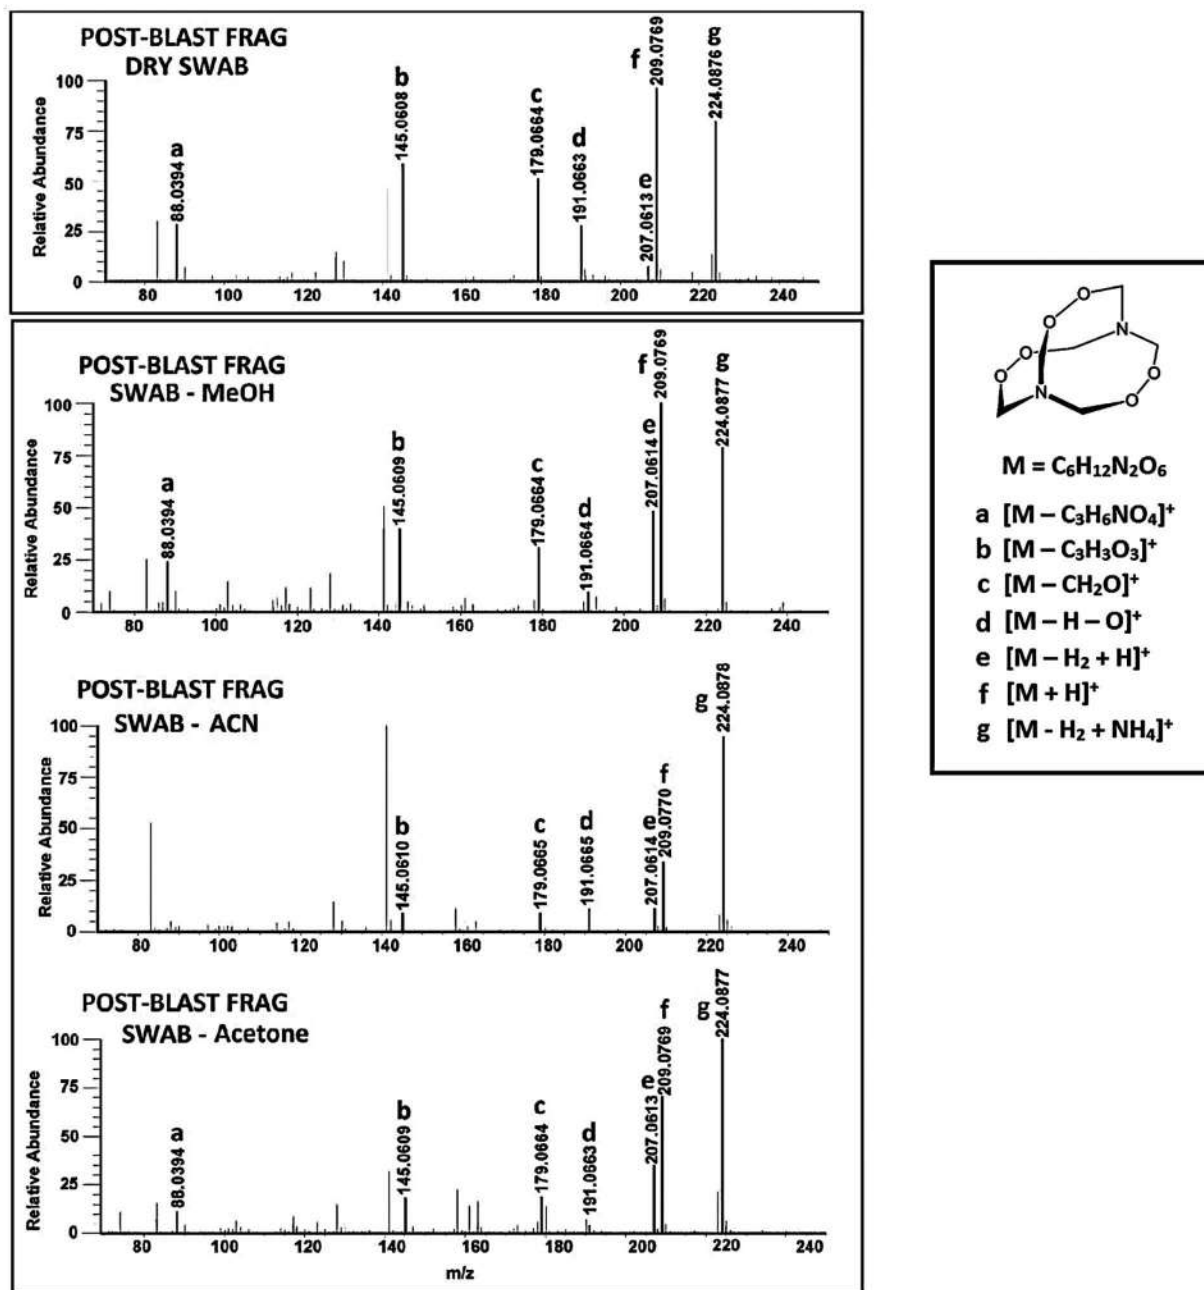 POST-BLAST FRAG
DRY SWAB
Relative Abundance
100
75
50
25
0
a
88.0394
b
145.0608
c
179.0664
d
191.0663
e
207.0613
f
209.0769
g
224.0876
80 100 120 140 160 180 200 220 240
POST-BLAST FRAG
SWAB - MeOH
Relative Abundance
100
75
50
25
0
a
88.0394
b
145.0609
c
179.0664
d
191.0664
e
207.0614
f
209.0769
g
224.0877
80 100 120 140 160 180 200 220 240
POST-BLAST FRAG
SWAB - ACN
Relative Abundance
100
75
50
25
0
b
145.0610
c
179.0665
d
191.0665
e
207.0614
f
209.0770
g
224.0878
80 100 120 140 160 180 200 220 240
POST-BLAST FRAG
SWAB - Acetone
Relative Abundance
100
75
50
25
0
a
88.0394
b
145.0609
c
179.0664
d
191.0663
e
207.0613
f
209.0769
g
224.0877
80 100 120 140 160 180 200 220 240
m/z
O
O
N
O
O
O
N
O
M = C₆H₁₂N₂O₆
a [M – C₃H₆NO₄]⁺
b [M – C₃H₃O₃]⁺
c [M – CH₂O]⁺
d [M – H – O]⁺
e [M – H₂ + H]⁺
f [M + H]⁺
g [M - H₂ + NH₄]⁺